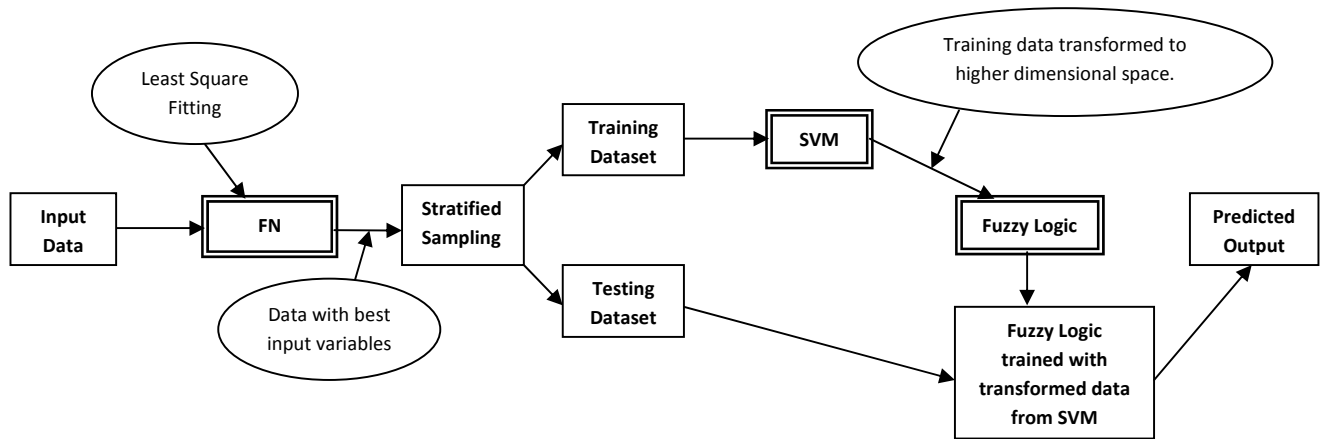 Least Square
Fitting
Training data transformed to
higher dimensional space.
Training
Dataset
SVM
Input
Data
FN
Stratified
Sampling
Fuzzy Logic
Predicted
Output
Data with best
input variables
Testing
Dataset
Fuzzy Logic
trained with
transformed data
from SVM